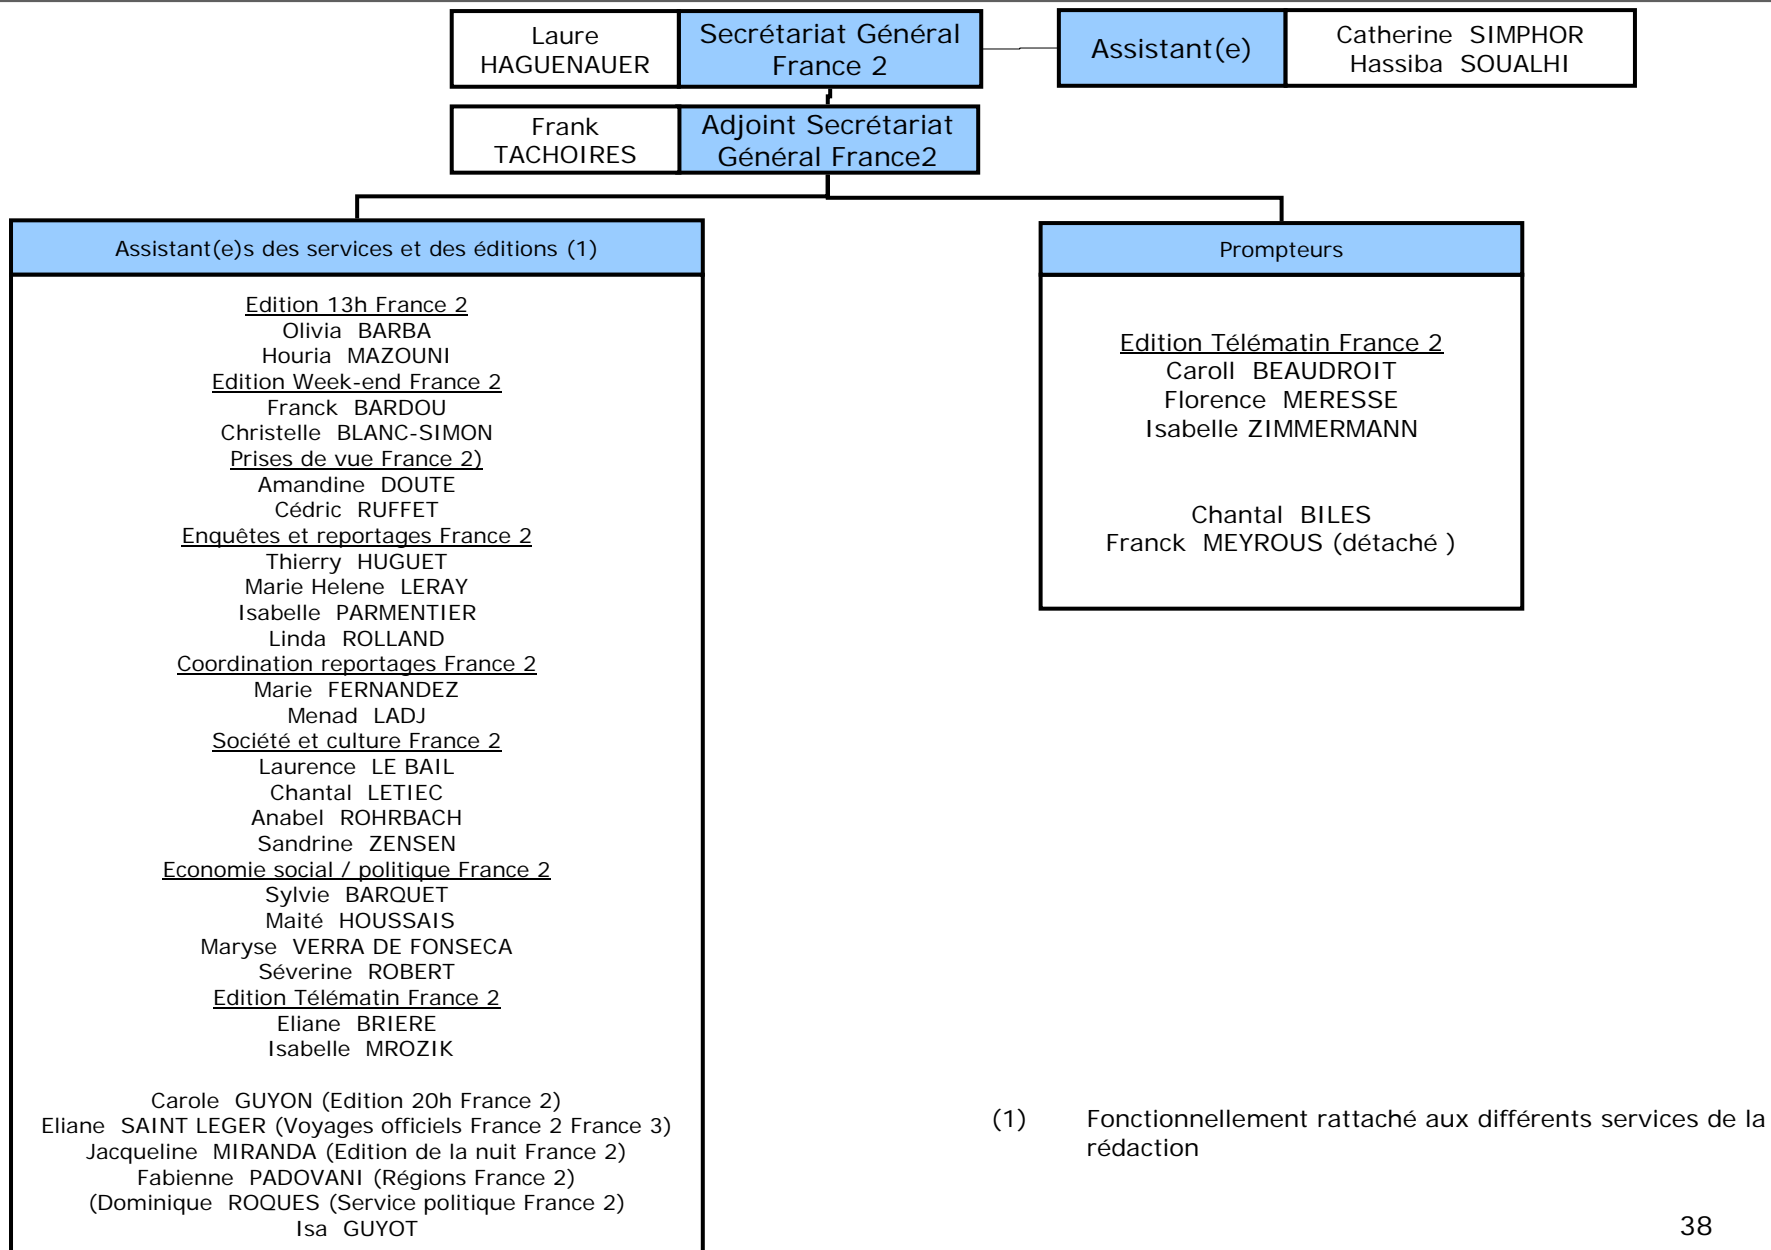 Laure
HAGUENAUER
Secrétariat Général
France 2
Assistant(e)
Catherine SIMPHOR
Hassiba SOUALHI
Frank
TACHOIRES
Adjoint Secrétariat
Général France2
Assistant(e)s des services et des éditions (1)
Edition 13h France 2
Olivia BARBA
Houria MAZOUNI
Edition Week-end France 2
Franck BARDOU
Christelle BLANC-SIMON
Prises de vue France 2)
Amandine DOUTE
Cédric RUFFET
Enquêtes et reportages France 2
Thierry HUGUET
Marie Helene LERAY
Isabelle PARMENTIER
Linda ROLLAND
Coordination reportages France 2
Marie FERNANDEZ
Menad LADJ
Société et culture France 2
Laurence LE BAIL
Chantal LETIEC
Anabel ROHRBACH
Sandrine ZENSEN
Economie social / politique France 2
Sylvie BARQUET
Maité HOUSSAIS
Maryse VERRA DE FONSECA
Séverine ROBERT
Edition Télématin France 2
Eliane BRIERE
Isabelle MROZIK
Carole GUYON (Edition 20h France 2)
Eliane SAINT LEGER (Voyages officiels France 2 France 3)
Jacqueline MIRANDA (Edition de la nuit France 2)
Fabienne PADOVANI (Régions France 2)
(Dominique ROQUES (Service politique France 2)
Isa GUYOT
Prompteurs
Edition Télématin France 2
Caroll BEAUDROIT
Florence MERESSE
Isabelle ZIMMERMANN
Chantal BILES
Franck MEYROUS (détaché )
(1) Fonctionnellement rattaché aux différents services de la
rédaction
38